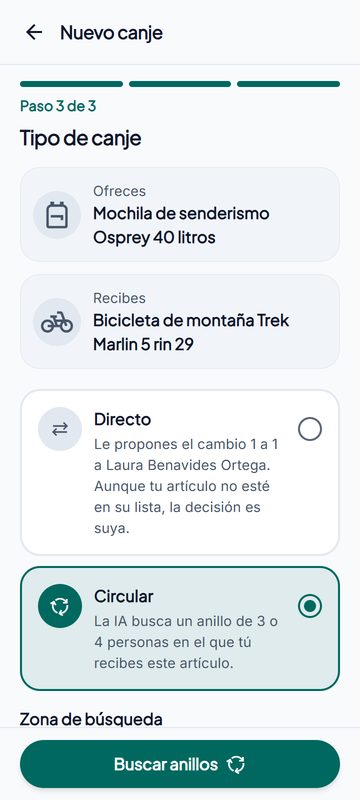 Nuevo canje
Paso 3 de 3
Tipo de canje
Ofreces
Mochila de senderismo
Osprey 40 litros
Recibes
Bicicleta de montaña Trek
Marlin 5 rin 29
Directo
Le propones el cambio 1 a 1
a Laura Benavides Ortega.
Aunque tu artículo no esté
en su lista, la decisión es
suya.
Circular
La IA busca un anillo de 3 o
4 personas en el que tú
recibes este artículo.
Zona de búsqueda
Buscar anillos